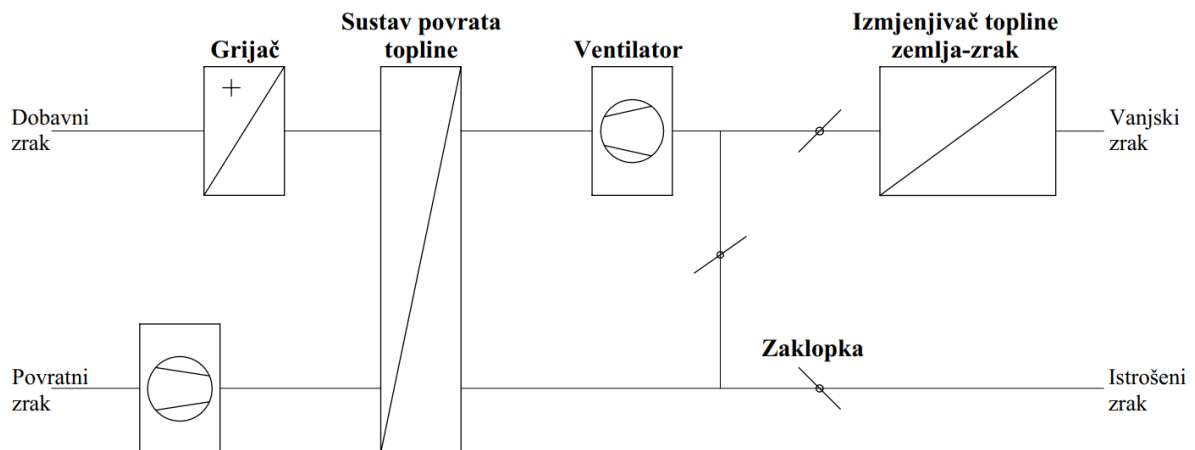 Grijač
Sustav povrata
topline
Ventilator
Izmjenjivač topline
zemlja-zrak
+
Dobavni
zrak
Vanjski
zrak
Zaklopka
Povratni
zrak
Istrošeni
zrak